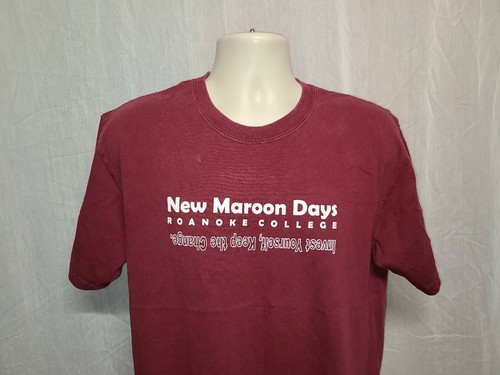 New Maroon Days
ROANOKE COLLEGE
Invest Yourself, Keep the Change.